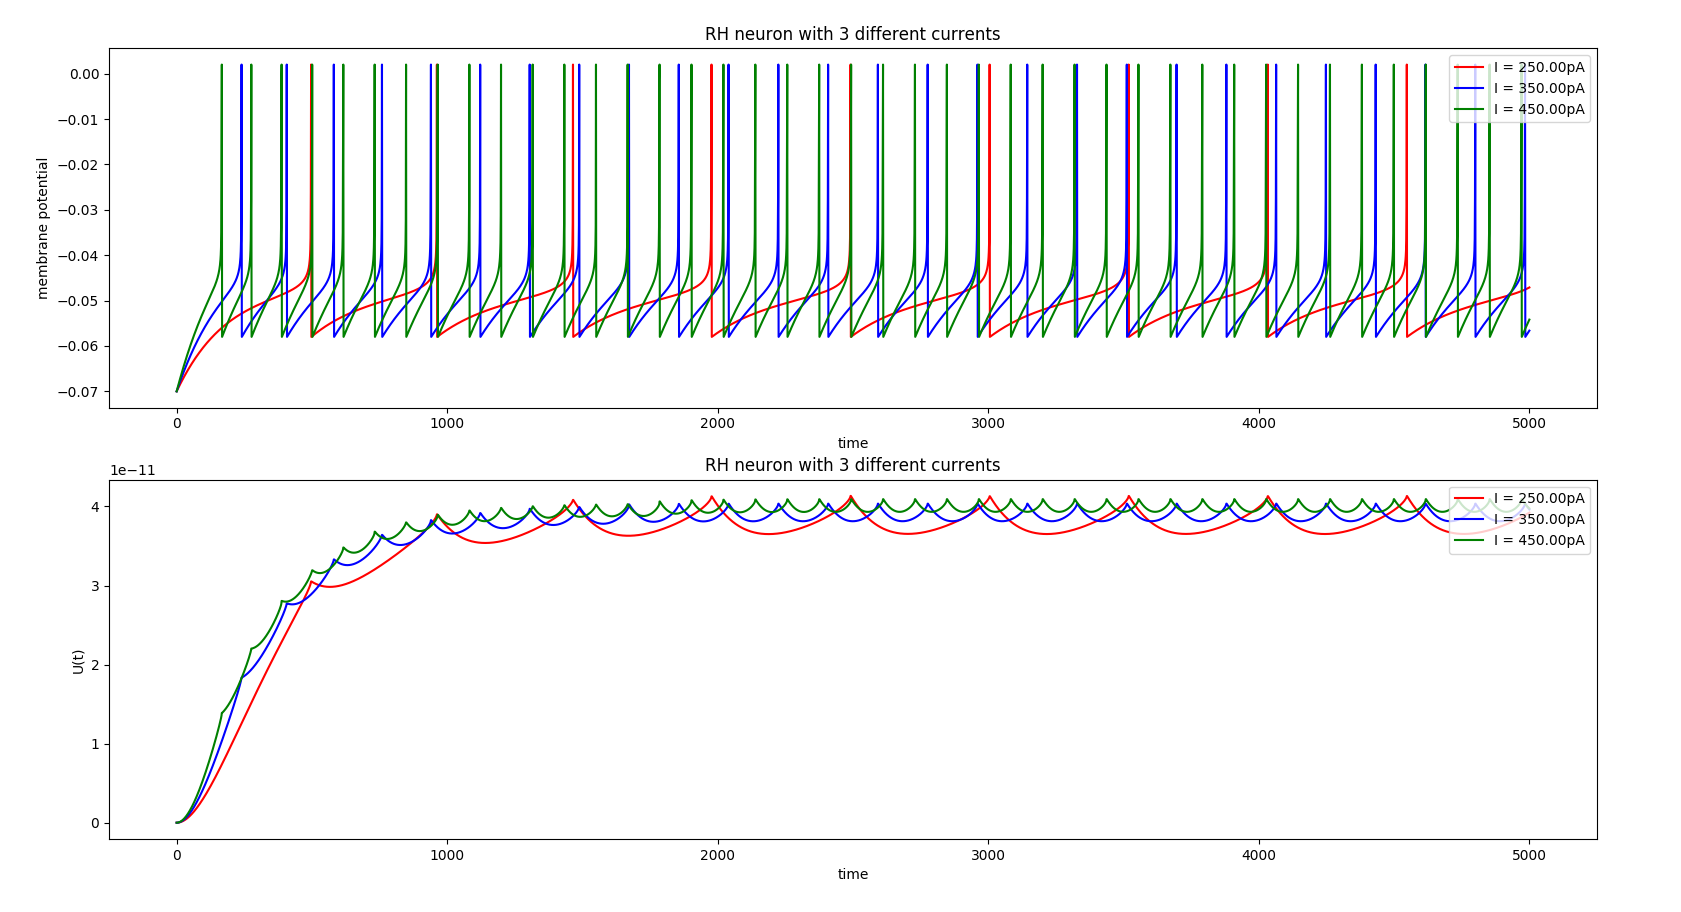 RH neuron with 3 different currents
0.00
−0.01
−0.02
−0.03
−0.04
−0.05
−0.06
−0.07
membrane potential
I = 250.00pA
I = 350.00pA
I = 450.00pA
0 1000 2000 3000 4000 5000
time
1e−11
RH neuron with 3 different currents
4
3
2
1
0
U(t)
I = 250.00pA
I = 350.00pA
I = 450.00pA
0 1000 2000 3000 4000 5000
time